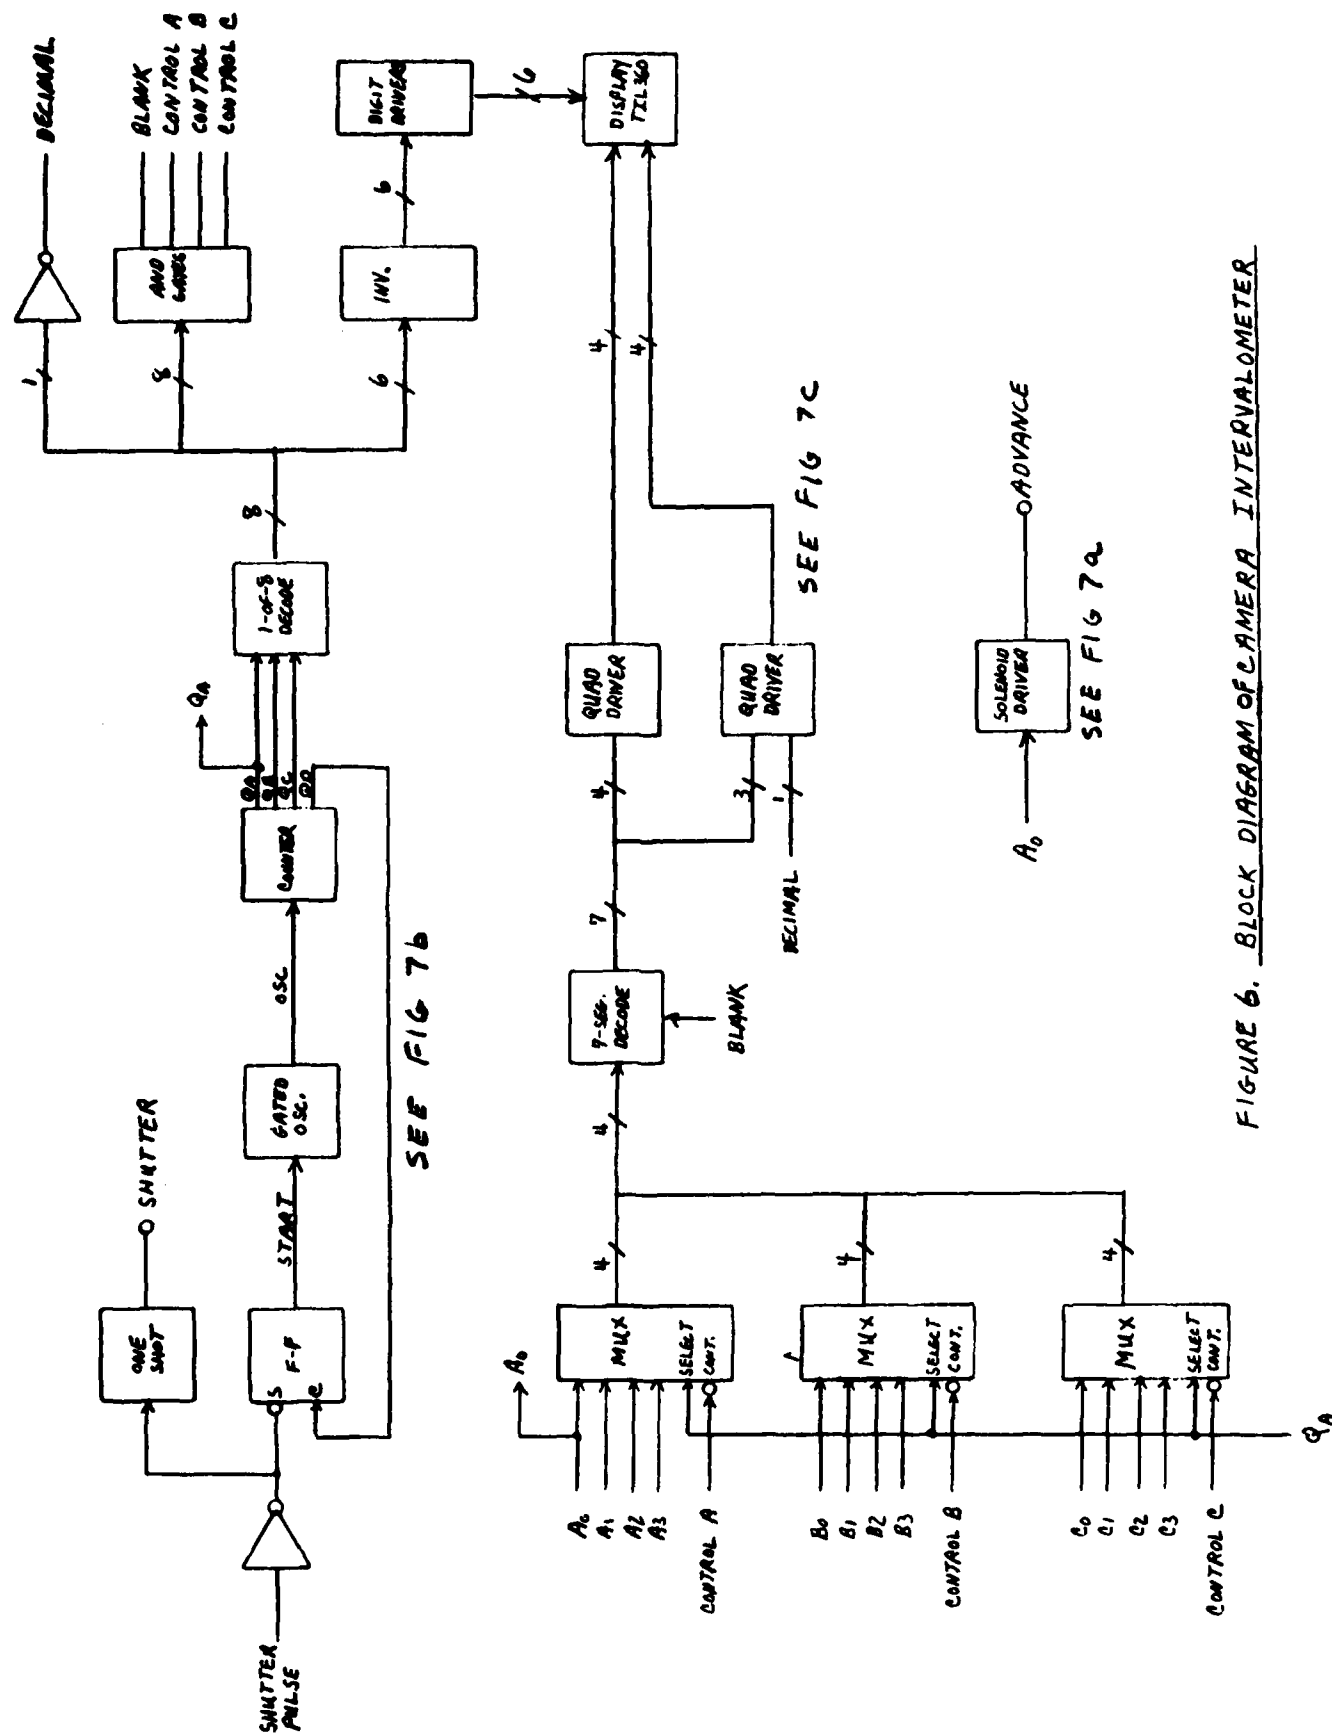 SHUTTER
PULSE
ONE
SHOT
SHUTTER
S
F-F
C
START
GATED
OSC.
OSC
COUNTER
QA
QB
QC
QD
QA
1-OF-8
DECODE
8
1
8
6
DECIMAL
AND
GATES
BLANK
CONTROL A
CONTROL B
CONTROL C
INV.
6
DIGIT
DRIVERS
6
DISPLAY
TIL360
SEE FIG 7b
A0
A0
A1
A2
A3
CONTROL A
MUX
SELECT
CONT.
4
B0
B1
B2
B3
CONTROL B
MUX
SELECT
CONT.
4
C0
C1
C2
C3
CONTROL C
MUX
SELECT
CONT.
4
QA
4
7-SEG.
DECODE
BLANK
7
4
3
1
DECIMAL
QUAD
DRIVER
QUAD
DRIVER
4
4
SEE FIG 7c
A0
SOLENOID
DRIVER
ADVANCE
SEE FIG 7a
FIGURE 6. BLOCK DIAGRAM OF CAMERA INTERVALOMETER